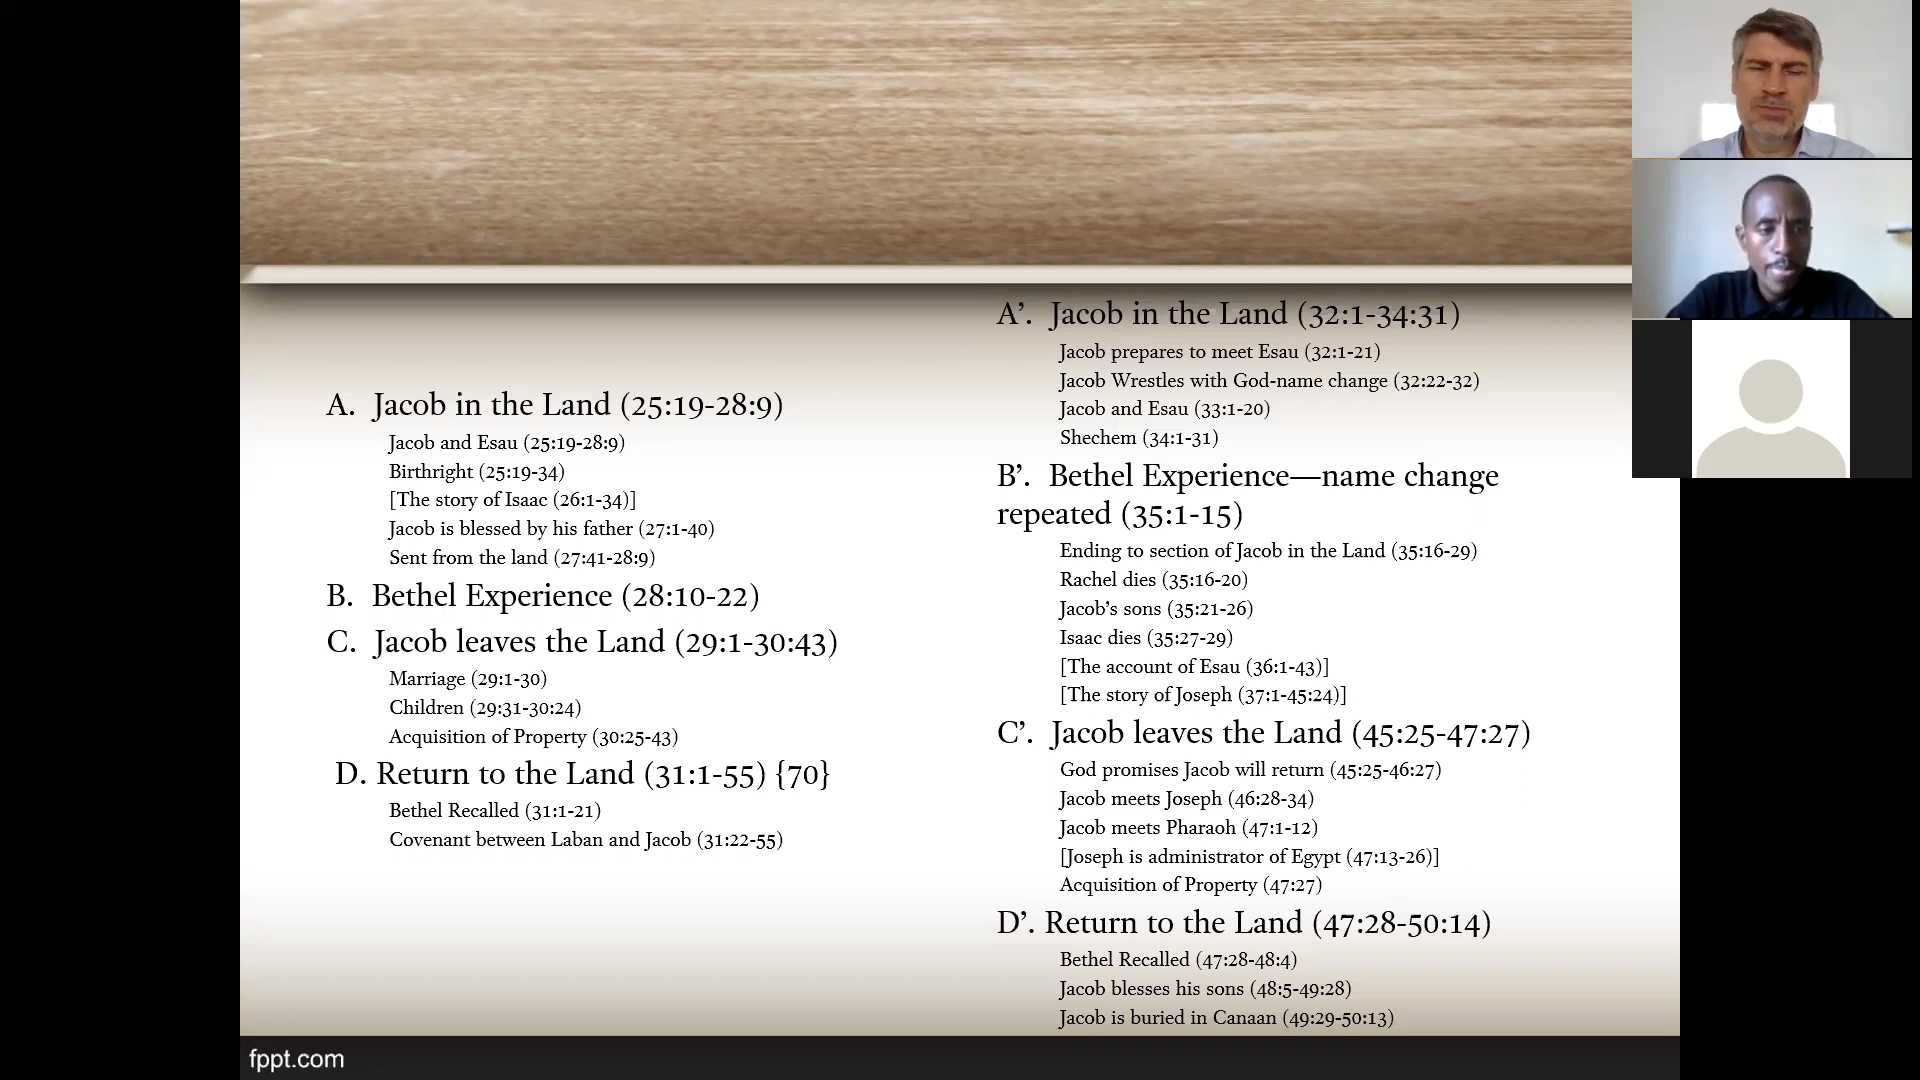 A. Jacob in the Land (25:19-28:9)
Jacob and Esau (25:19-28:9)
Birthright (25:19-34)
[The story of Isaac (26:1-34)]
Jacob is blessed by his father (27:1-40)
Sent from the land (27:41-28:9)
B. Bethel Experience (28:10-22)
C. Jacob leaves the Land (29:1-30:43)
Marriage (29:1-30)
Children (29:31-30:24)
Acquisition of Property (30:25-43)
D. Return to the Land (31:1-55) {70}
Bethel Recalled (31:1-21)
Covenant between Laban and Jacob (31:22-55)
A’. Jacob in the Land (32:1-34:31)
Jacob prepares to meet Esau (32:1-21)
Jacob Wrestles with God-name change (32:22-32)
Jacob and Esau (33:1-20)
Shechem (34:1-31)
B’. Bethel Experience—name change
repeated (35:1-15)
Ending to section of Jacob in the Land (35:16-29)
Rachel dies (35:16-20)
Jacob’s sons (35:21-26)
Isaac dies (35:27-29)
[The account of Esau (36:1-43)]
[The story of Joseph (37:1-45:24)]
C’. Jacob leaves the Land (45:25-47:27)
God promises Jacob will return (45:25-46:27)
Jacob meets Joseph (46:28-34)
Jacob meets Pharaoh (47:1-12)
[Joseph is administrator of Egypt (47:13-26)]
Acquisition of Property (47:27)
D’. Return to the Land (47:28-50:14)
Bethel Recalled (47:28-48:4)
Jacob blesses his sons (48:5-49:28)
Jacob is buried in Canaan (49:29-50:13)
fppt.com